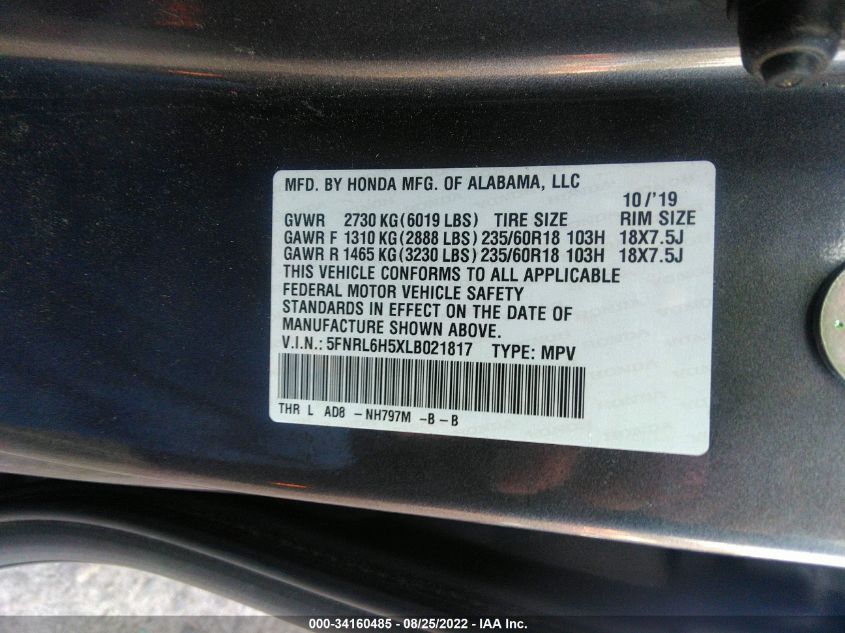 MFD. BY HONDA MFG. OF ALABAMA, LLC
10/'19
GVWR 2730 KG(6019 LBS) TIRE SIZE RIM SIZE
GAWR F 1310 KG(2888 LBS) 235/60R18 103H 18X7.5J
GAWR R 1465 KG(3230 LBS) 235/60R18 103H 18X7.5J
THIS VEHICLE CONFORMS TO ALL APPLICABLE
FEDERAL MOTOR VEHICLE SAFETY
STANDARDS IN EFFECT ON THE DATE OF
MANUFACTURE SHOWN ABOVE.
V.I.N.: 5FNRL6H5XLB021817 TYPE: MPV
THR L AD8 -NH797M -B-B
000-34160485 - 08/25/2022 - IAA Inc.